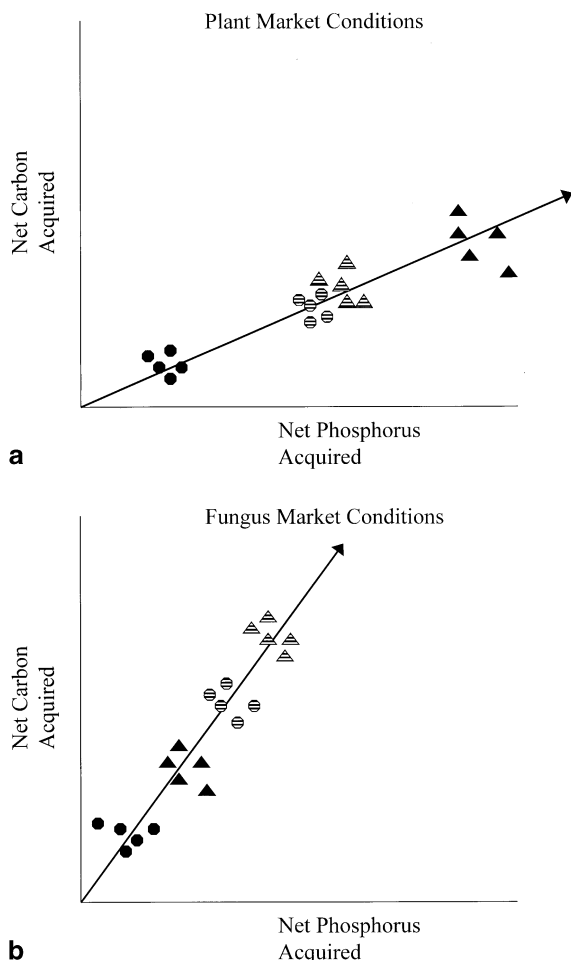 Plant Market Conditions
Net Carbon
Acquired
Net Phosphorus
Acquired
a
Fungus Market Conditions
Net Carbon
Acquired
Net Phosphorus
Acquired
b